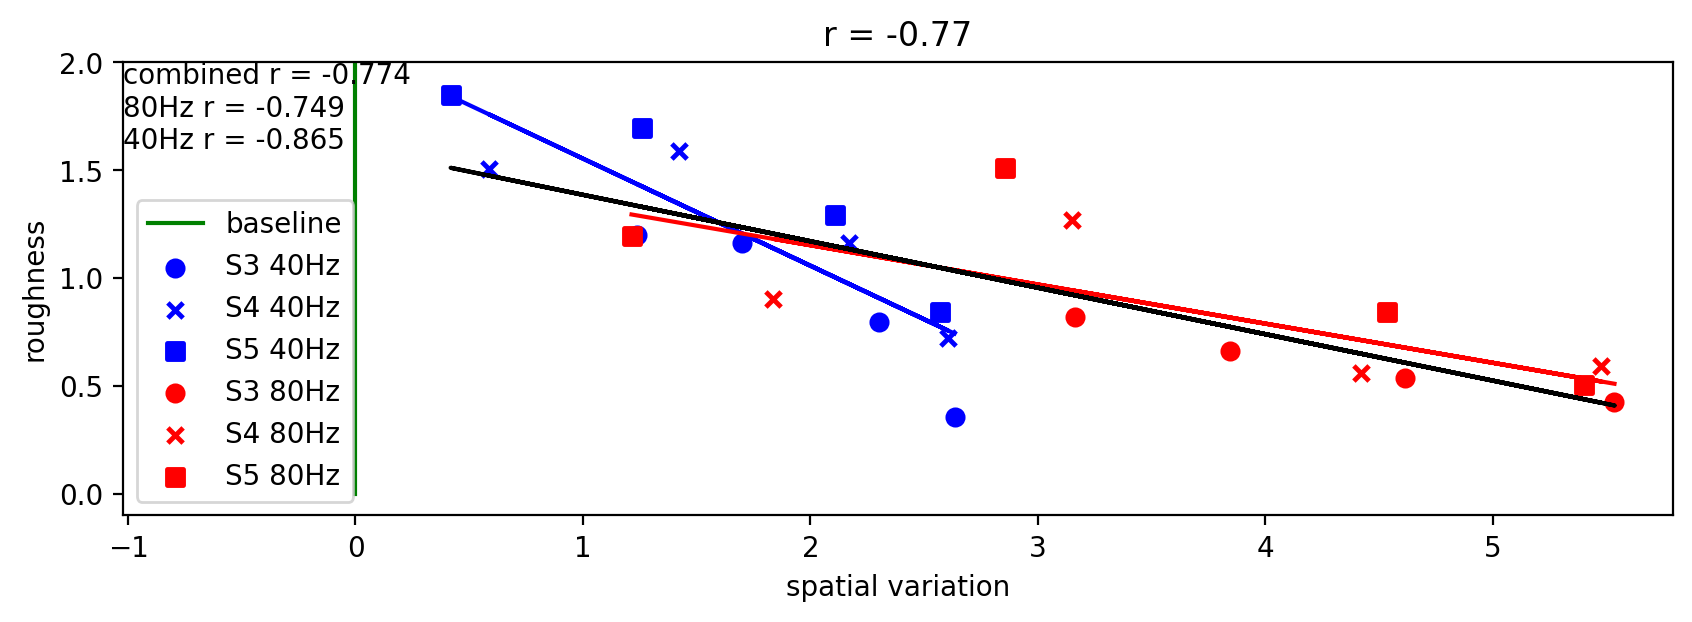 r = -0.77
combined r = -0.774
80Hz r = -0.749
40Hz r = -0.865
baseline
S3 40Hz
S4 40Hz
S5 40Hz
S3 80Hz
S4 80Hz
S5 80Hz
roughness
2.0
1.5
1.0
0.5
0.0
−1 0 1 2 3 4 5
spatial variation